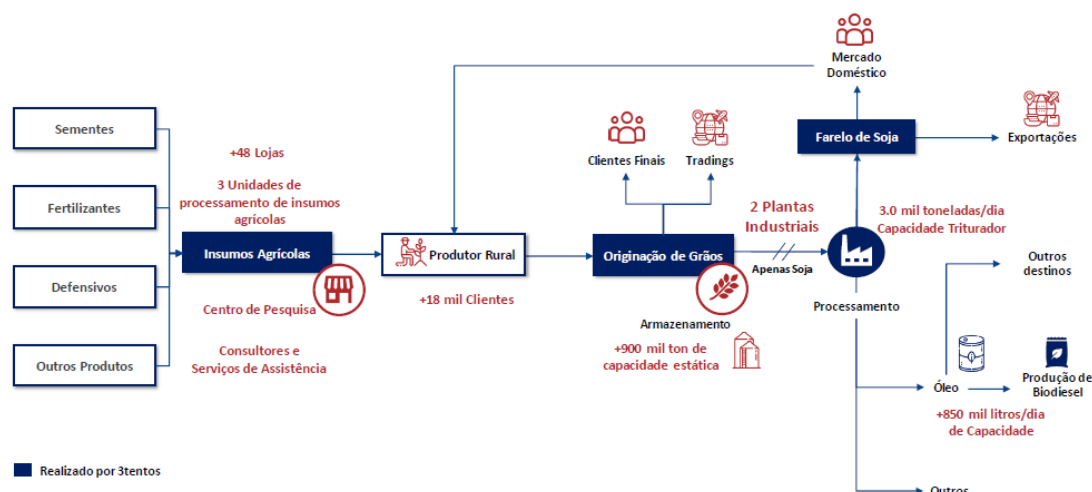 Mercado
Doméstico
Sementes
Fertilizantes
Defensivos
Outros Produtos
+48 Lojas
3 Unidades de
processamento de insumos
agrícolas
Insumos Agrícolas
Centro de Pesquisa
Consultores e
Serviços de Assistência
Produtor Rural
+18 mil Clientes
Clientes Finais
Tradings
Originação de Grãos
Armazenamento
+900 mil ton de
capacidade estática
2 Plantas
Industriais
Apenas Soja
Farelo de Soja
Exportações
3.0 mil toneladas/dia
Capacidade Triturador
Processamento
Outros
destinos
Óleo
Produção de
Biodiesel
+850 mil litros/dia
de Capacidade
Outros
Realizado por 3tentos